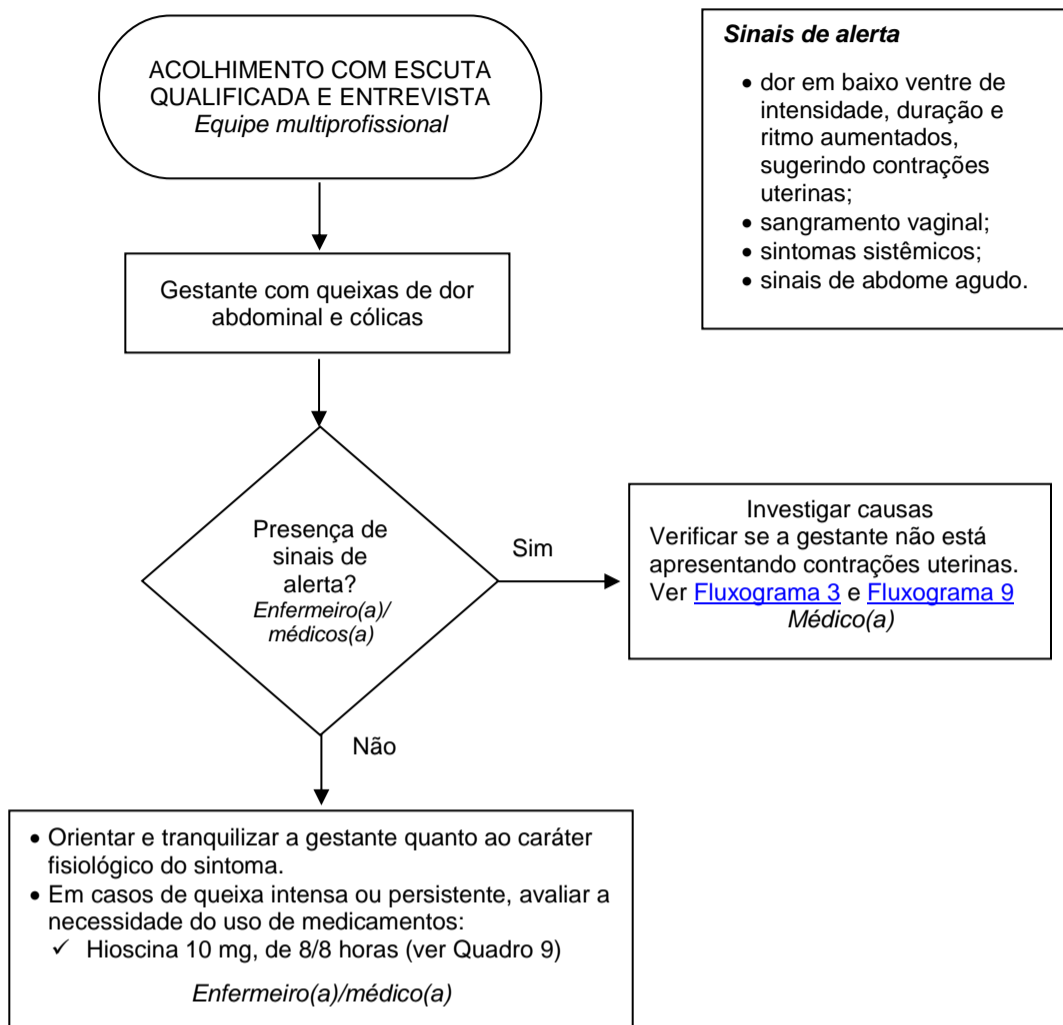 ACOLHIMENTO COM ESCUTA
QUALIFICADA E ENTREVISTA
Equipe multiprofissional
Sinais de alerta
• dor em baixo ventre de
intensidade, duração e
ritmo aumentados,
sugerindo contrações
uterinas;
• sangramento vaginal;
• sintomas sistêmicos;
• sinais de abdome agudo.
Gestante com queixas de dor
abdominal e cólicas
Presença de
sinais de
alerta?
Enfermeiro(a)/
médicos(a)
Sim
Investigar causas
Verificar se a gestante não está
apresentando contrações uterinas.
Ver Fluxograma 3 e Fluxograma 9
Médico(a)
Não
• Orientar e tranquilizar a gestante quanto ao caráter
fisiológico do sintoma.
• Em casos de queixa intensa ou persistente, avaliar a
necessidade do uso de medicamentos:
✓ Hioscina 10 mg, de 8/8 horas (ver Quadro 9)
Enfermeiro(a)/médico(a)